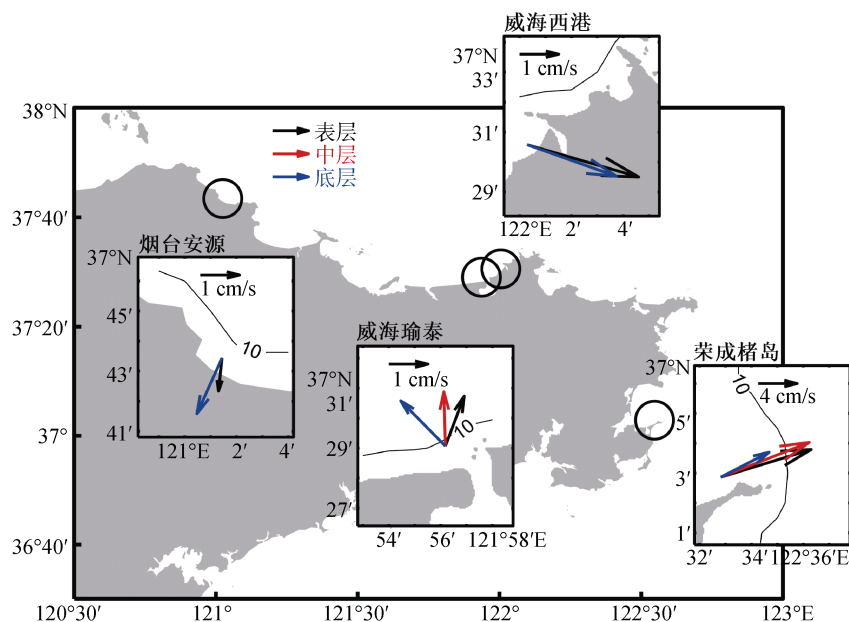 威海西港
37°N
33′
31′
29′
1 cm/s
122°E 2′ 4′
38°N
37°40′
37°20′
37°
36°40′
表层
中层
底层
烟台安源
37°N
45′
43′
41′
1 cm/s
10
121°E 2′ 4′
威海瑜泰
37°N
31′
29′
27′
1 cm/s
10
54′ 56′ 121°58′E
荣成楮岛
37°N
5′
3′
1′
10
4 cm/s
32′ 34′ 122°36′E
120°30′ 121° 121°30′ 122° 122°30′ 123°E